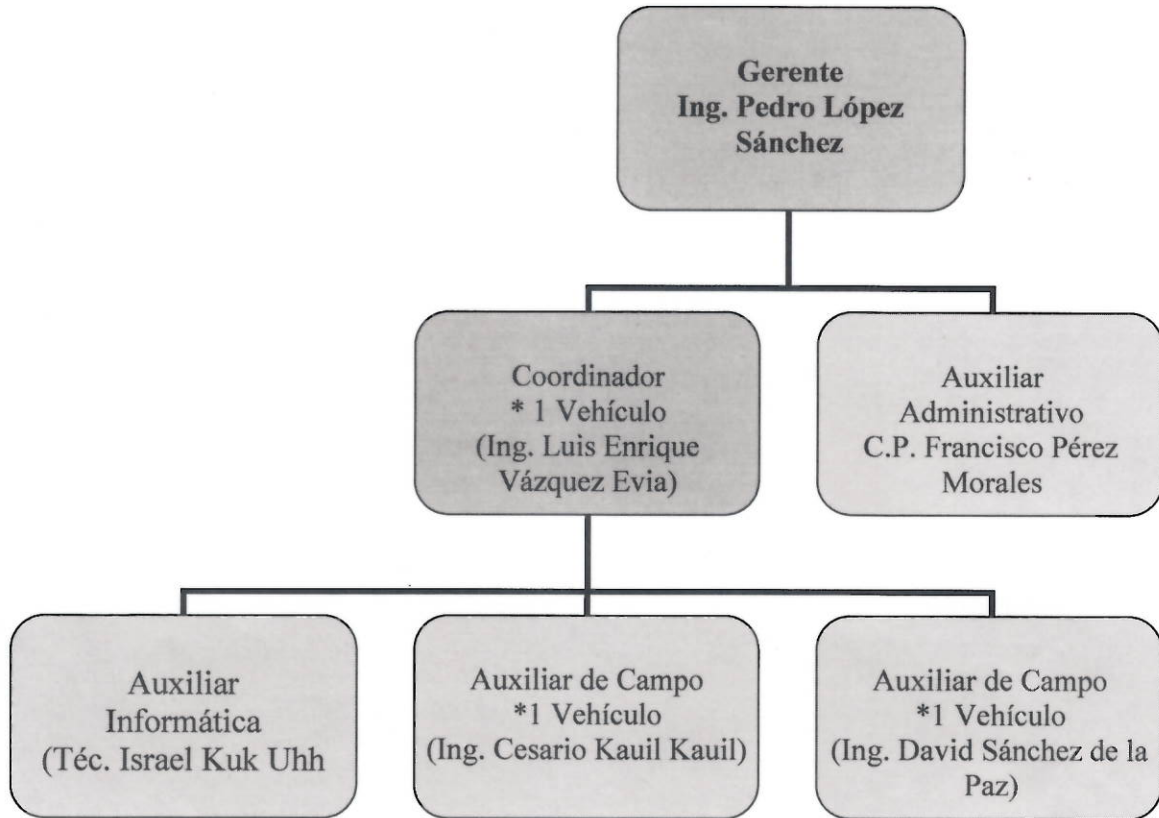 Gerente
Ing. Pedro López
Sánchez
Coordinador
* 1 Vehículo
(Ing. Luis Enrique
Vázquez Evia)
Auxiliar
Administrativo
C.P. Francisco Pérez
Morales
Auxiliar
Informática
(Téc. Israel Kuk Uhh
Auxiliar de Campo
*1 Vehículo
(Ing. Cesario Kauil Kauil)
Auxiliar de Campo
*1 Vehículo
(Ing. David Sánchez de la
Paz)